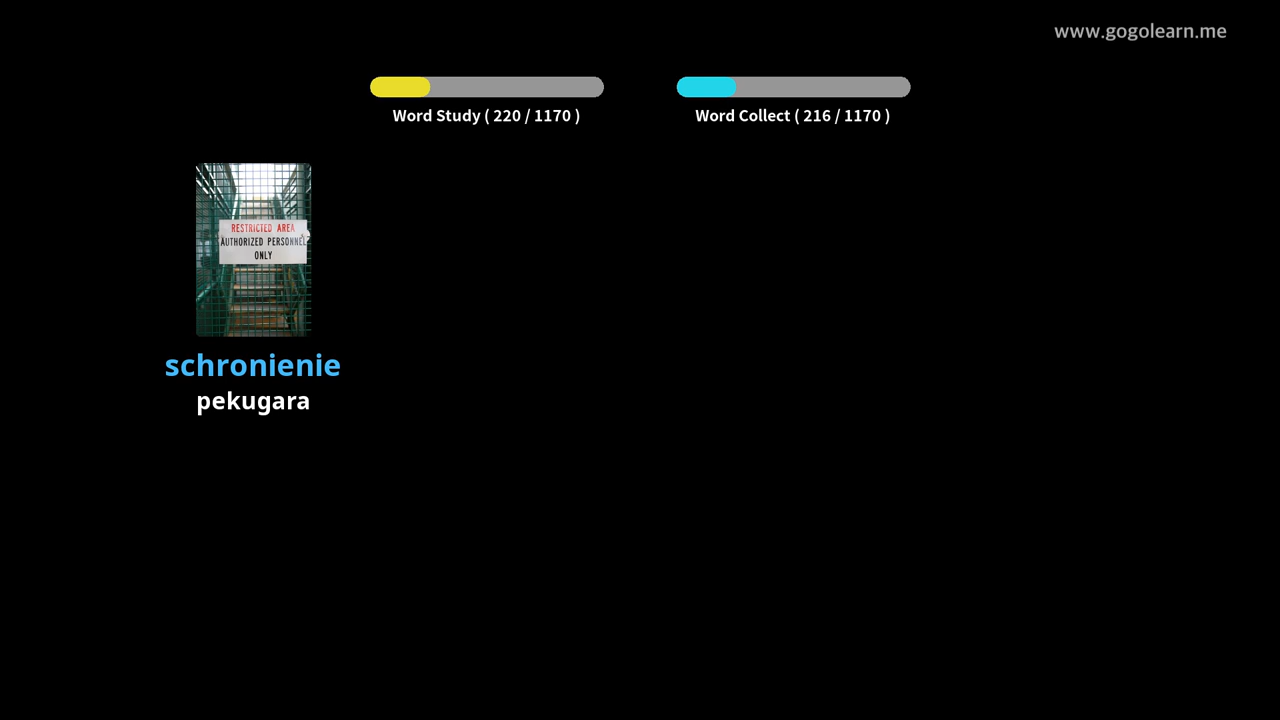 www.gogolearn.me
Word Study ( 220 / 1170 )
Word Collect ( 216 / 1170 )
RESTRICTED AREA
AUTHORIZED PERSONNEL
ONLY
schronienie
pekugara